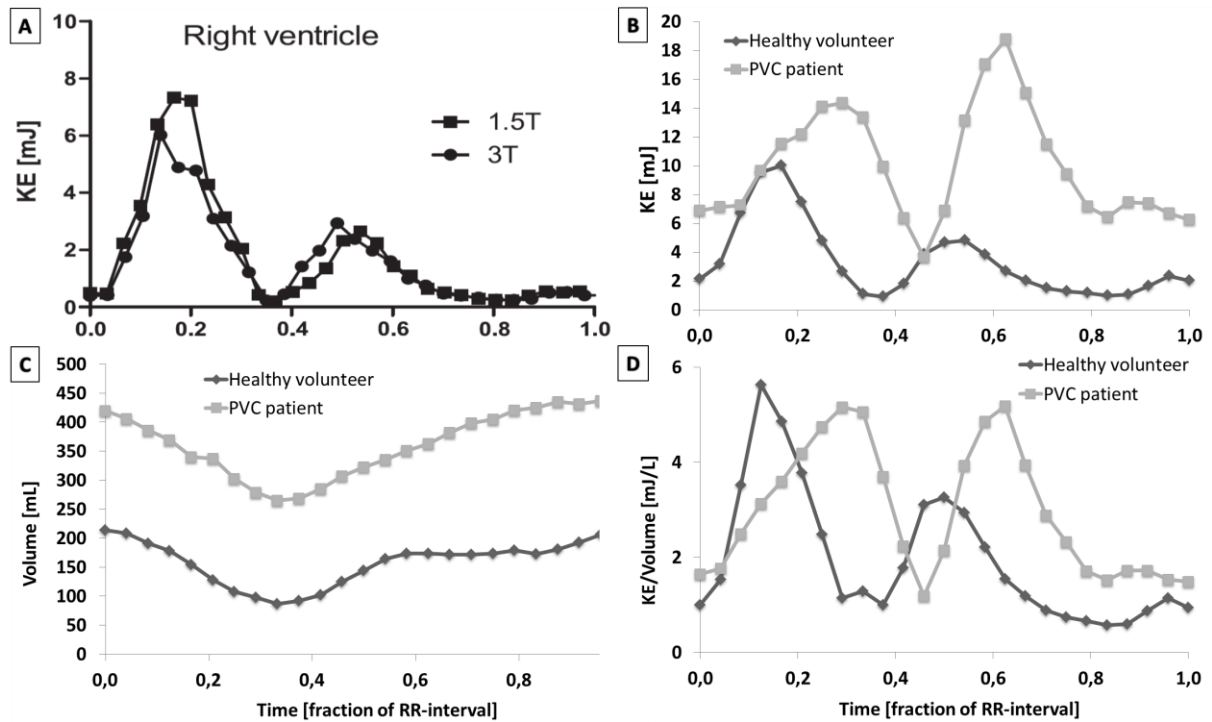 A
Right ventricle
KE [mJ]
10
8
6
4
2
0
1.5T
3T
0.0 0.2 0.4 0.6 0.8 1.0
B
KE [mJ]
20
18
16
14
12
10
8
6
4
2
0
Healthy volunteer
PVC patient
0,0 0,2 0,4 0,6 0,8 1,0
C
Volume [mL]
500
450
400
350
300
250
200
150
100
50
0
Healthy volunteer
PVC patient
0,0 0,2 0,4 0,6 0,8
Time [fraction of RR-interval]
D
KE/Volume [mJ/L]
6
4
2
0
Healthy volunteer
PVC patient
0,0 0,2 0,4 0,6 0,8 1,0
Time [fraction of RR-interval]